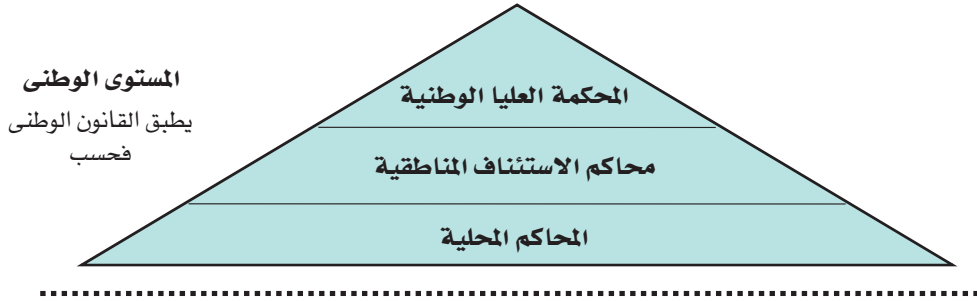 المستوى الوطنى
يطبق القانون الوطنى
فحسب
المحكمة العليا الوطنية
محاكم الاستئناف المناطقية
المحاكم المحلية